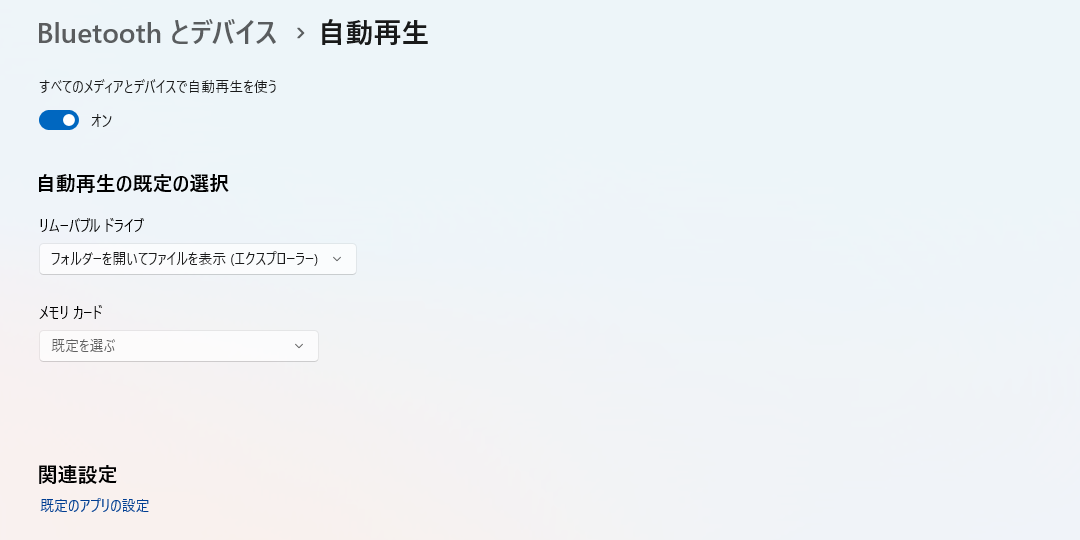 Bluetooth とデバイス › 自動再生
すべてのメディアとデバイスで自動再生を使う
オン
自動再生の既定の選択
リムーバブル ドライブ
フォルダーを開いてファイルを表示 (エクスプローラー)
メモリ カード
既定を選ぶ
関連設定
既定のアプリの設定